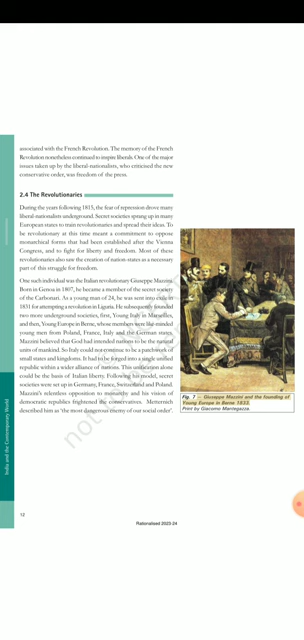 associated with the French Revolution. The memory of the French
Revolution nonetheless continued to inspire liberals. One of the major
issues taken up by the liberal-nationalists, who criticised the new
conservative order, was freedom of the press.
2.4 The Revolutionaries
During the years following 1815, the fear of repression drove many
liberal-nationalists underground. Secret societies sprang up in many
European states to train revolutionaries and spread their ideas. To
be revolutionary at this time meant a commitment to oppose
monarchical forms that had been established after the Vienna
Congress, and to fight for liberty and freedom. Most of these
revolutionaries also saw the creation of nation-states as a necessary
part of this struggle for freedom.
One such individual was the Italian revolutionary Giuseppe Mazzini.
Born in Genoa in 1807, he became a member of the secret society
of the Carbonari. As a young man of 24, he was sent into exile in
1831 for attempting a revolution in Liguria. He subsequently founded
two more underground societies, first, Young Italy in Marseilles,
and then, Young Europe in Berne, whose members were like-minded
young men from Poland, France, Italy and the German states.
Mazzini believed that God had intended nations to be the natural
units of mankind. So Italy could not continue to be a patchwork of
small states and kingdoms. It had to be forged into a single unified
republic within a wider alliance of nations. This unification alone
could be the basis of Italian liberty. Following his model, secret
societies were set up in Germany, France, Switzerland and Poland.
Mazzini's relentless opposition to monarchy and his vision of
democratic republics frightened the conservatives. Metternich
described him as 'the most dangerous enemy of our social order'.
Fig. 7 – Giuseppe Mazzini and the founding of
Young Europe in Berne 1833.
Print by Giacomo Mantegazza.
India and the Contemporary World
12
Rationalised 2023-24
not